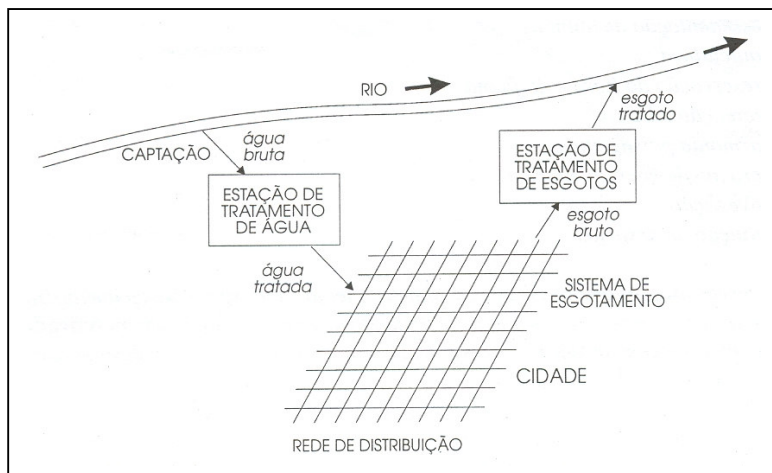 RIO
esgoto
tratado
água
bruta
CAPTAÇÃO
ESTAÇÃO DE
TRATAMENTO
DE ESGOTOS
ESTAÇÃO DE
TRATAMENTO
DE ÁGUA
esgoto
bruto
água
tratada
SISTEMA DE
ESGOTAMENTO
CIDADE
REDE DE DISTRIBUIÇÃO